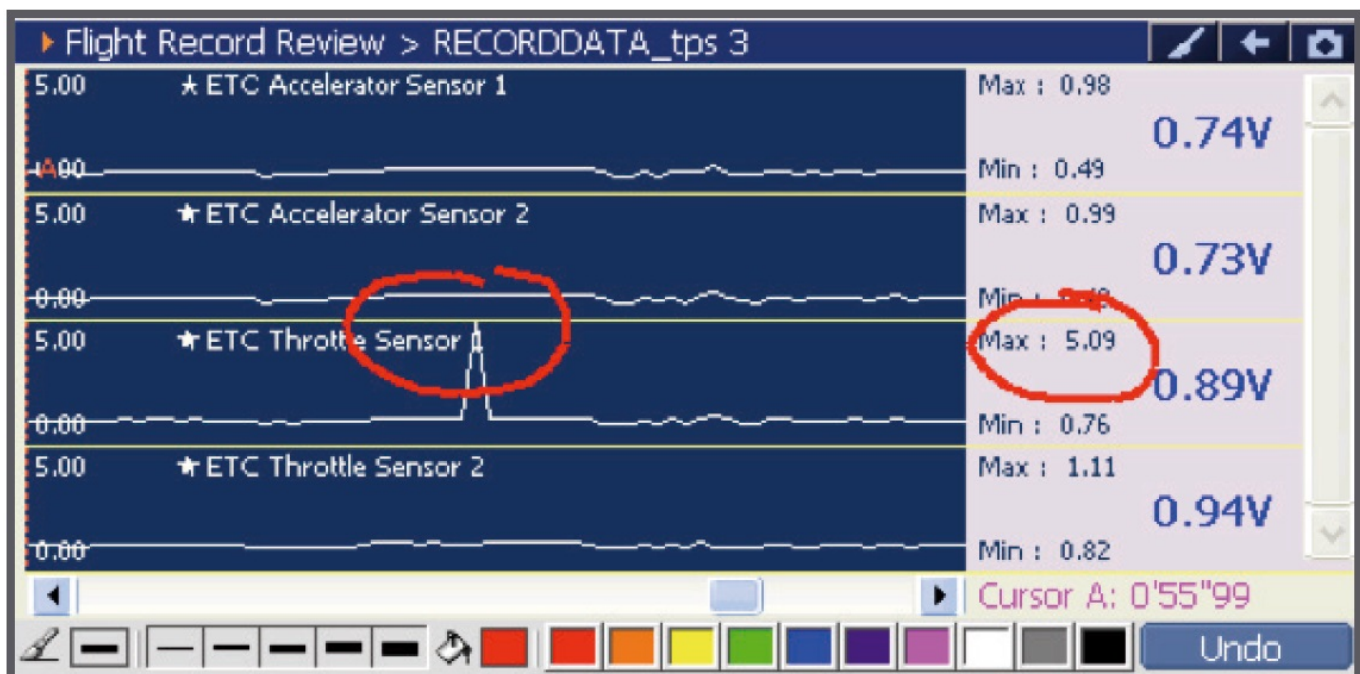 Flight Record Review > RECORDDATA_tps 3
5.00 ETC Accelerator Sensor 1 Max : 0.98
0.74V
A Min : 0.49
5.00 ETC Accelerator Sensor 2 Max : 0.99
0.73V
0.00 Min :
5.00 ETC Throttle Sensor 1 Max : 5.09
0.89V
0.00 Min : 0.76
5.00 ETC Throttle Sensor 2 Max : 1.11
0.94V
0.00 Min : 0.82
Cursor A: 0'55"99
Undo